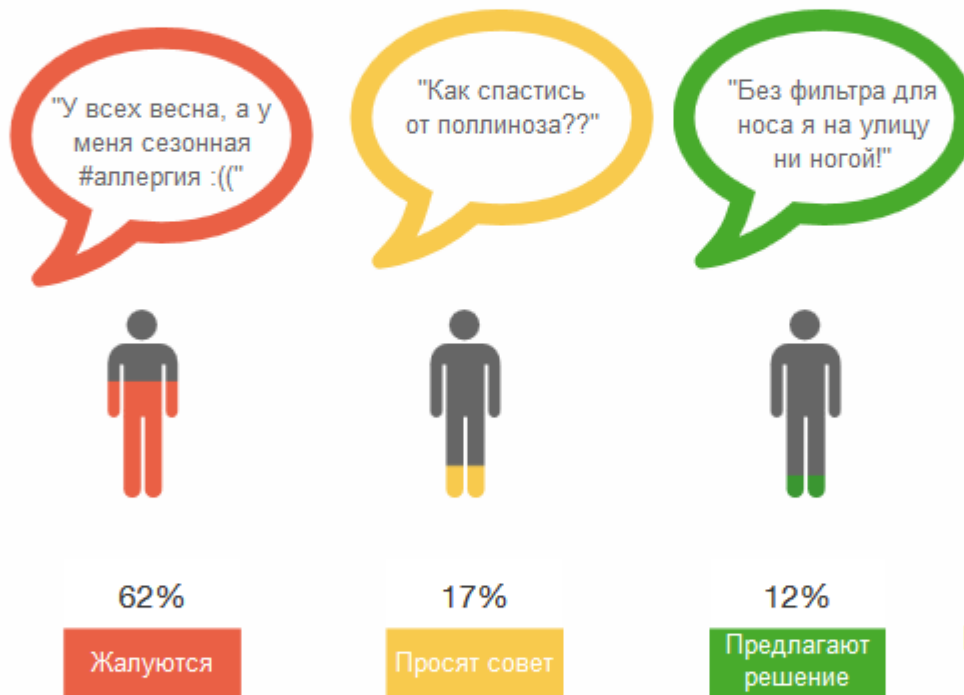 "У всех весна, а у
меня сезонная
#аллергия :(("
"Как спастись
от поллиноза??"
"Без фильтра для
носа я на улицу
ни ногой!"
62%
17%
12%
Жалуются
Просят совет
Предлагают
решение